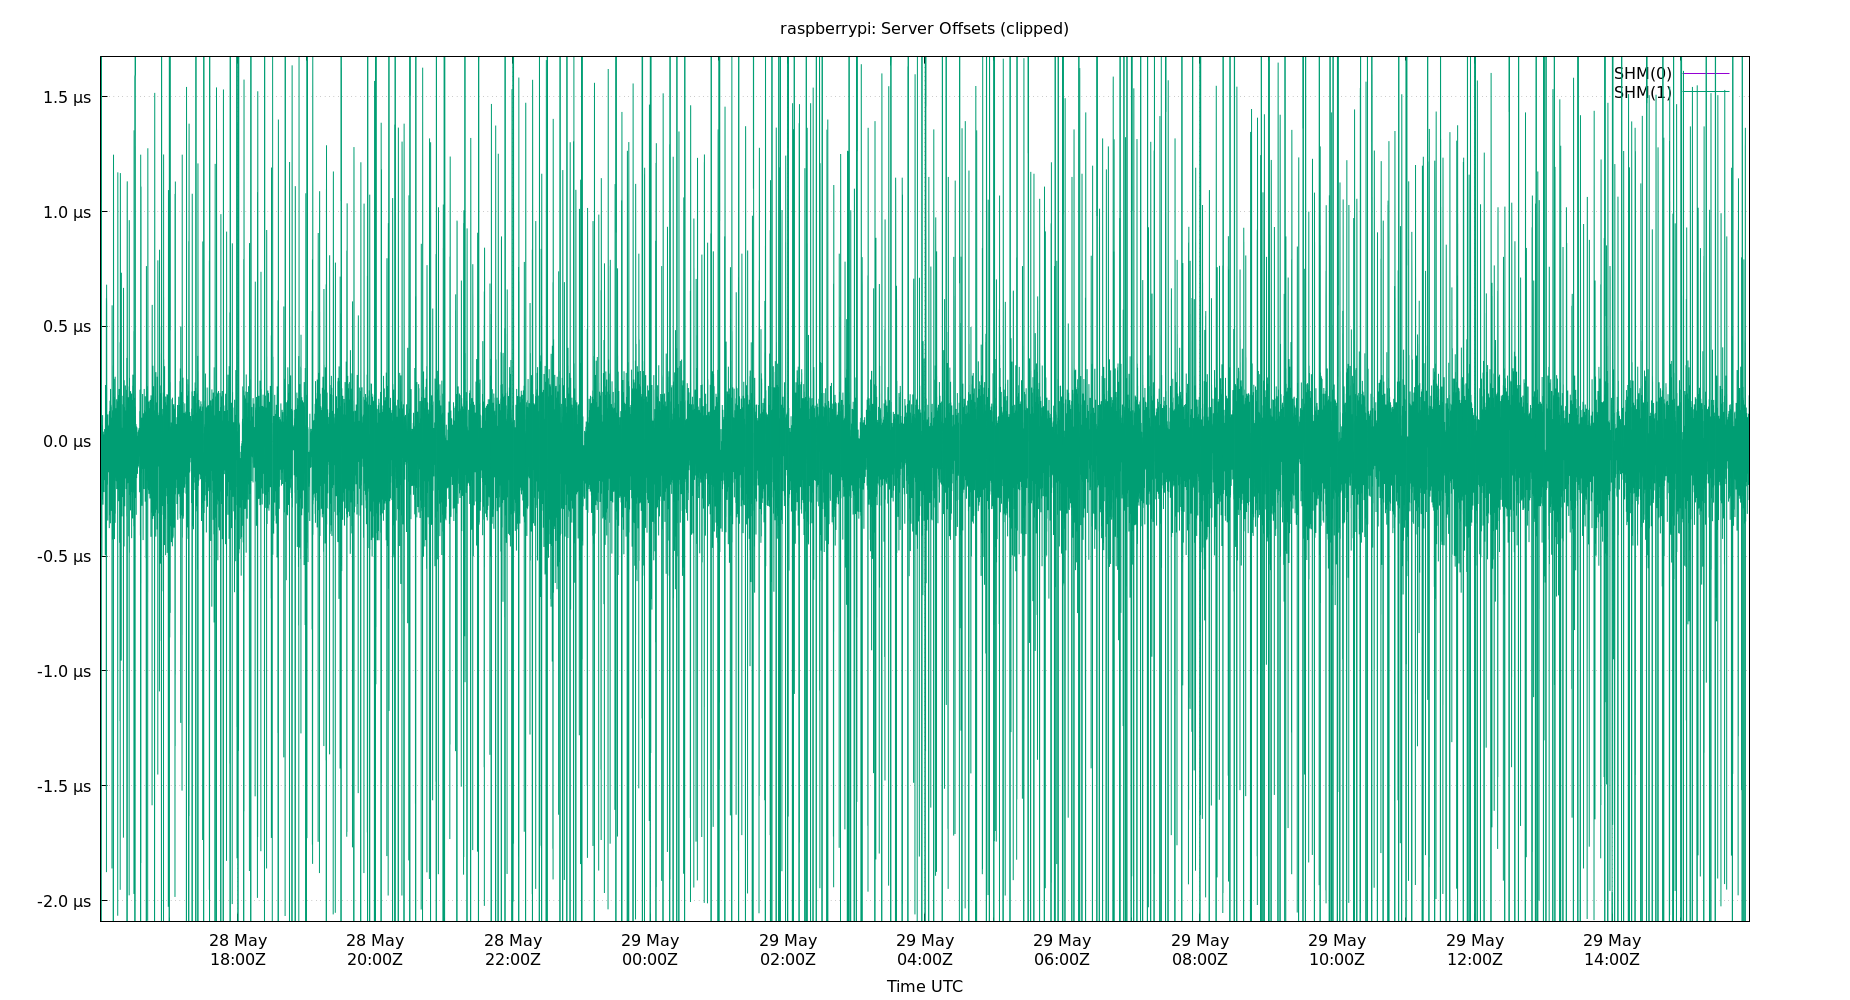 raspberrypi: Server Offsets (clipped)
SHM(0)
SHM(1)
1.5 µs
1.0 µs
0.5 µs
0.0 µs
-0.5 µs
-1.0 µs
-1.5 µs
-2.0 µs
28 May 28 May 28 May 29 May 29 May 29 May 29 May 29 May 29 May 29 May 29 May
18:00Z 20:00Z 22:00Z 00:00Z 02:00Z 04:00Z 06:00Z 08:00Z 10:00Z 12:00Z 14:00Z
Time UTC